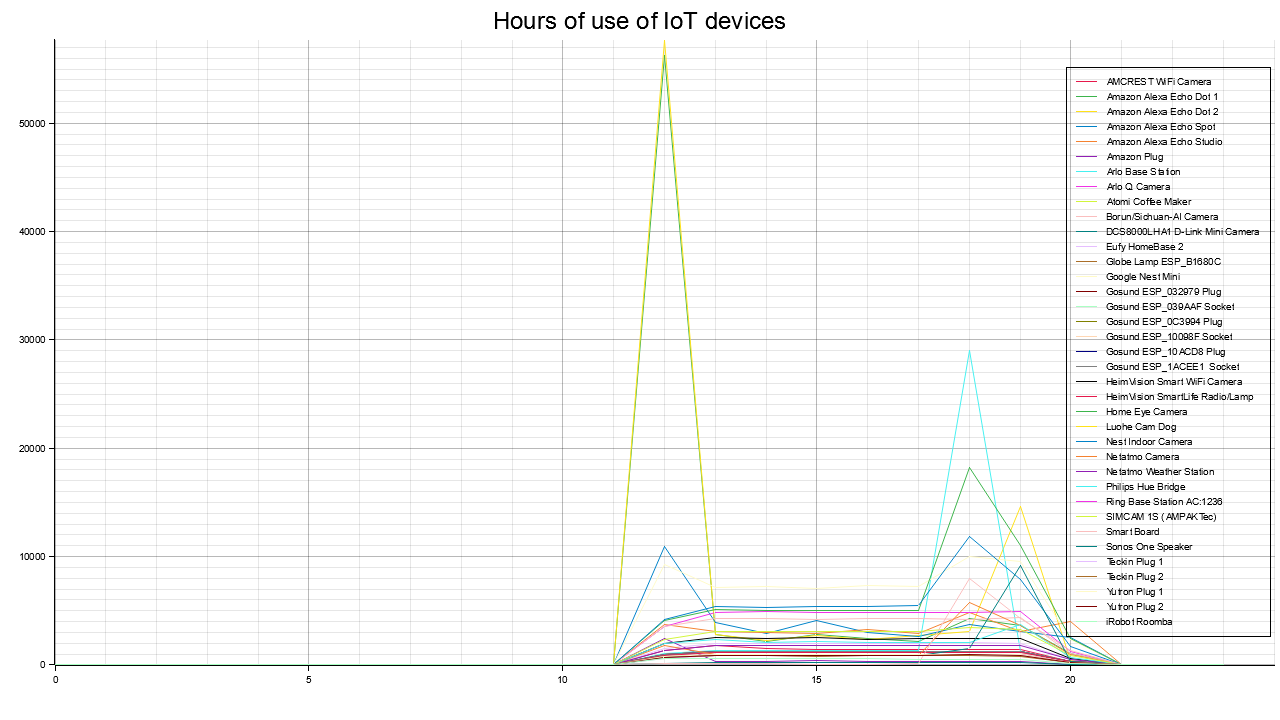 Hours of use of IoT devices
50000
40000
30000
20000
10000
0
0
5
10
15
20
AMCREST WiFi Camera
Amazon Alexa Echo Dot 1
Amazon Alexa Echo Dot 2
Amazon Alexa Echo Spot
Amazon Alexa Echo Studio
Amazon Plug
Arlo Base Station
Arlo Q Camera
Atomi Coffee Maker
Borun/Sichuan-AI Camera
DCS8000LHA1 D-Link Mini Camera
Eufy HomeBase 2
Globe Lamp ESP_B1680C
Google Nest Mini
Gosund ESP_032979 Plug
Gosund ESP_039AAF Socket
Gosund ESP_0C3994 Plug
Gosund ESP_10098F Socket
Gosund ESP_10ACD8 Plug
Gosund ESP_1ACEE1 Socket
HeimVision Smart WiFi Camera
HeimVision SmartLife Radio/Lamp
Home Eye Camera
Luohe Cam Dog
Nest Indoor Camera
Netatmo Camera
Netatmo Weather Station
Philips Hue Bridge
Ring Base Station AC:1236
SIMCAM 1S (AMPAKTec)
SmartBoard
Sonos One Speaker
Teckin Plug 1
Teckin Plug 2
Yutron Plug 1
Yutron Plug 2
iRobot Roomba